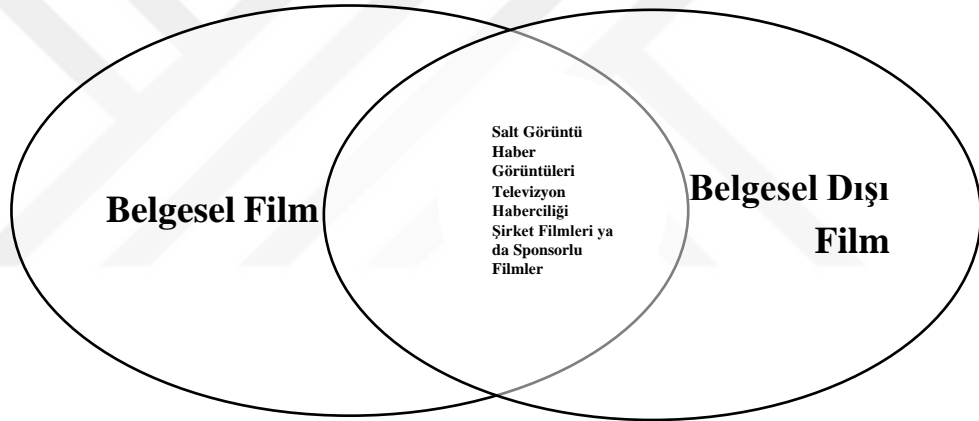 Belgesel Film
Salt Görüntü
Haber
Görüntüleri
Televizyon
Haberciliği
Şirket Filmleri ya
da Sponsorlu
Filmler
Belgesel Dışı
Film